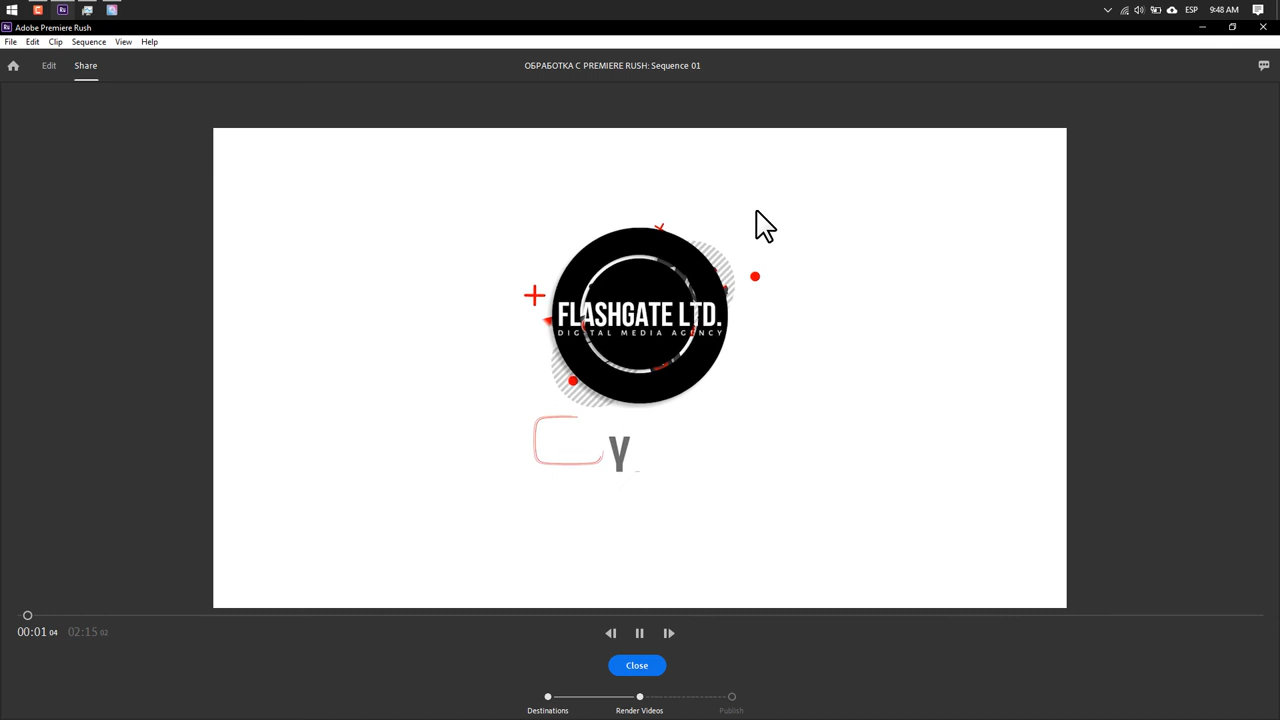 ESP
9:48 AM
Adobe Premiere Rush
File Edit Clip Sequence View Help
Edit Share
ОБРАБОТКА С PREMIERE RUSH: Sequence 01
FLASHGATE LTD.
DIGITAL MEDIA AGENCY
Y
00:01 04 02:15 02
Close
Destinations Render Videos Publish